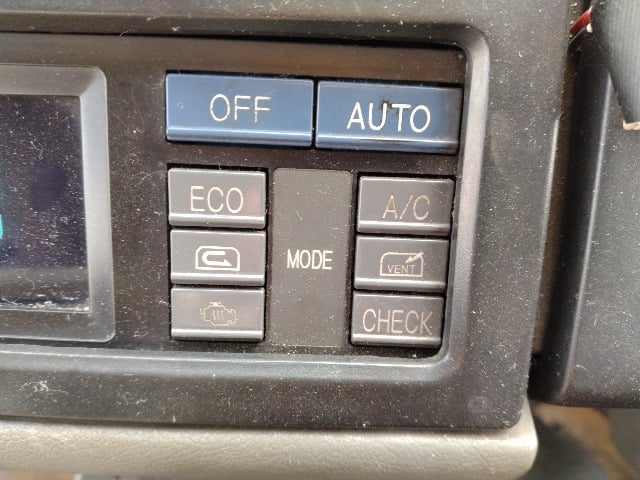 OFF AUTO
ECO A/C
MODE
VENT
CHECK